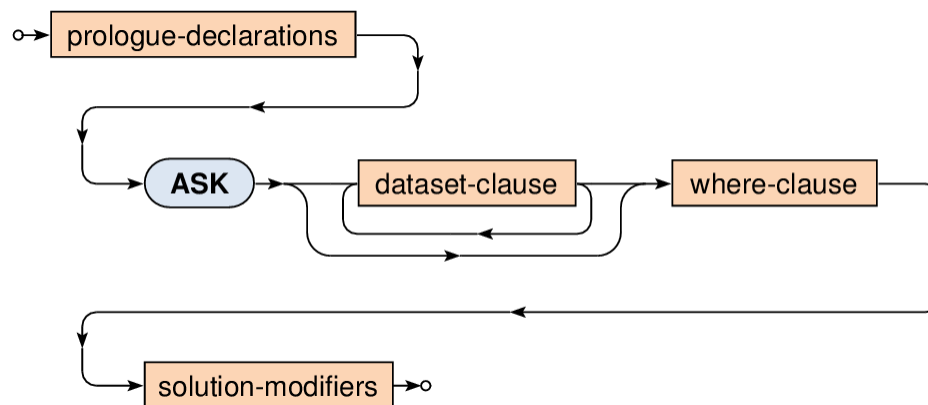 prologue-declarations
ASK dataset-clause where-clause
solution-modifiers